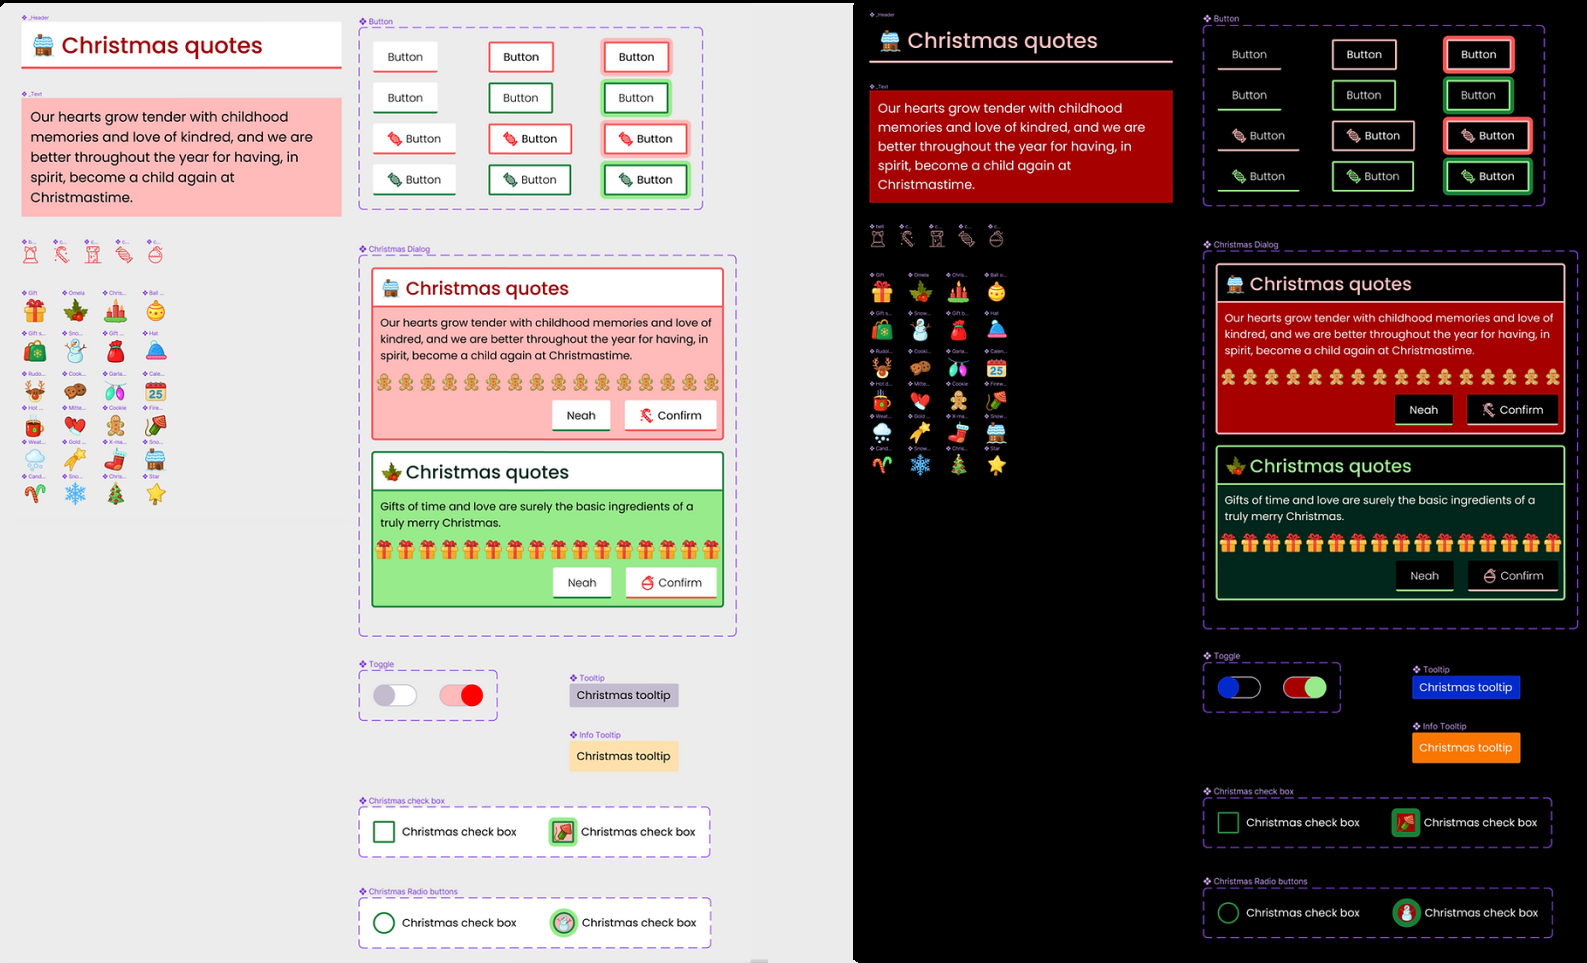 _Header
Christmas quotes
_Text
Our hearts grow tender with childhood
memories and love of kindred, and we are
better throughout the year for having, in
spirit, become a child again at
Christmastime.
b... c... c... c... c...
Gift Omela Chris... Ball ...
Gift s... Sno... Gift ... Hat
Rudo... Cook... Garla... Cale...
Hot ... Mitte... Cookie Fire...
Weat... Gold ... X-ma... Sno...
Cand... Sno... Chris... Star
Button
Button Button Button
Button Button Button
Button Button Button
Button Button Button
Christmas Dialog
Christmas quotes
Our hearts grow tender with childhood memories and love of
kindred, and we are better throughout the year for having, in
spirit, become a child again at Christmastime.
Neah Confirm
Christmas quotes
Gifts of time and love are surely the basic ingredients of a
truly merry Christmas.
Neah Confirm
Toggle
Tooltip
Christmas tooltip
Info Tooltip
Christmas tooltip
Christmas check box
Christmas check box Christmas check box
Christmas Radio buttons
Christmas check box Christmas check box
_Header
Christmas quotes
_Text
Our hearts grow tender with childhood
memories and love of kindred, and we are
better throughout the year for having, in
spirit, become a child again at
Christmastime.
bell c... c... c... c...
Gift Omela Chris... Ball o...
Gift s... Snow... Gift b... Hat
Rudol... Cooki... Garla... Calen...
Hot d... Mitte... Cookie Firew...
Weat... Gold ... X-ma... Snow...
Cand... Snow... Chris... Star
Button
Button Button Button
Button Button Button
Button Button Button
Button Button Button
Christmas Dialog
Christmas quotes
Our hearts grow tender with childhood memories and love of
kindred, and we are better throughout the year for having, in
spirit, become a child again at Christmastime.
Neah Confirm
Christmas quotes
Gifts of time and love are surely the basic ingredients of a
truly merry Christmas.
Neah Confirm
Toggle
Tooltip
Christmas tooltip
Info Tooltip
Christmas tooltip
Christmas check box
Christmas check box Christmas check box
Christmas Radio buttons
Christmas check box Christmas check box